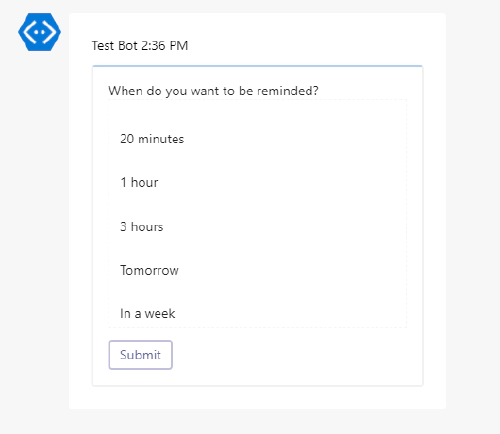 Test Bot 2:36 PM
When do you want to be reminded?
20 minutes
1 hour
3 hours
Tomorrow
In a week
Submit